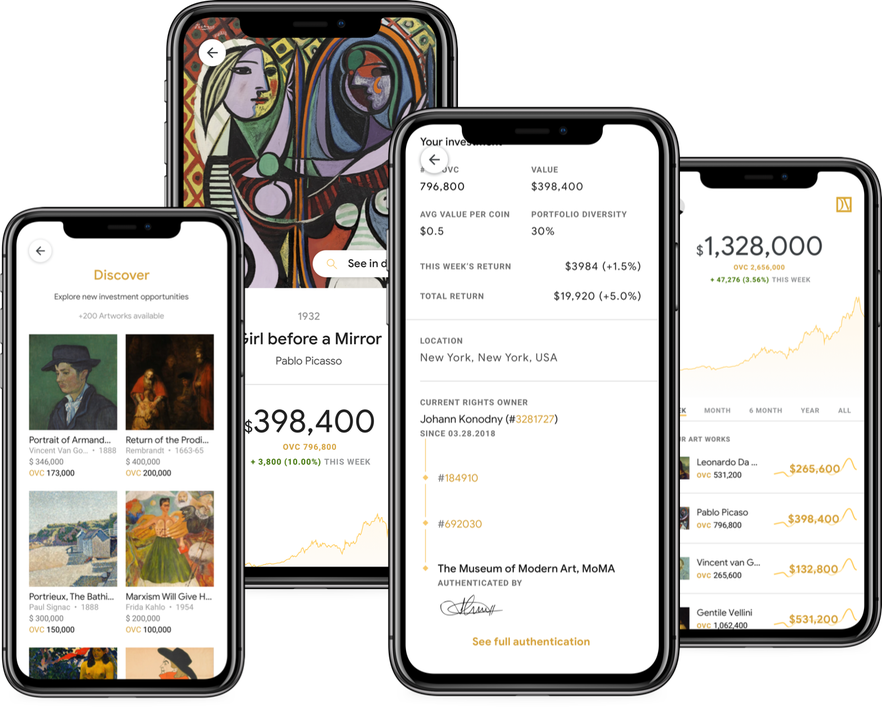 Discover
Explore new investment opportunities
+200 Artworks available
Portrait of Armand...
Vincent Van Go... • 1888
$ 346,000
OVC 173,000
Return of the Prodi...
Rembrandt • 1663-65
$ 400,000
OVC 200,000
Portrieux, The Bathi...
Paul Signac • 1888
$ 300,000
OVC 150,000
Marxism Will Give H...
Frida Kahlo • 1954
$ 200,000
OVC 100,000
See in d
1932
Girl before a Mirror
Pablo Picasso
$398,400
OVC 796,800
+ 3,800 (10.00%) THIS WEEK
Your investment
OVC
796,800
VALUE
$398,400
AVG VALUE PER COIN
$0.5
PORTFOLIO DIVERSITY
30%
THIS WEEK'S RETURN $3984 (+1.5%)
TOTAL RETURN $19,920 (+5.0%)
LOCATION
New York, New York, USA
CURRENT RIGHTS OWNER
Johann Konodny (#3281727)
SINCE 03.28.2018
#184910
#692030
The Museum of Modern Art, MoMA
AUTHENTICATED BY
See full authentication
$1,328,000
OVC 2,656,000
+ 47,276 (3.56%) THIS WEEK
EK MONTH 6 MONTH YEAR ALL
UR ART WORKS
Leonardo Da ...
OVC 531,200
$265,600
Pablo Picaso
OVC 796,800
$398,400
Vincent van G...
OVC 265,600
$132,800
Gentile Vellini
OVC 1,062,400
$531,200